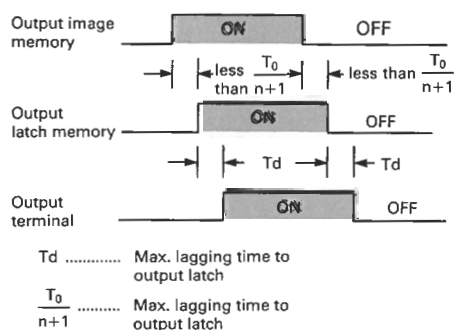 Output image memory
ON
OFF
less than T₀/n+1
less than T₀/n+1
Output latch memory
ON
OFF
Td
Td
Output terminal
ON
OFF
Td ............. Max. lagging time to
output latch
T₀/n+1 .......... Max. lagging time to
output latch